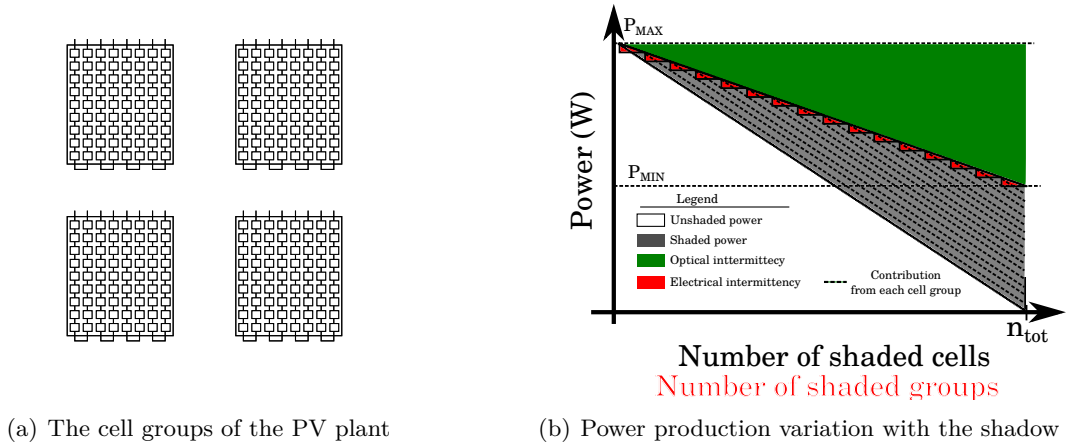 P_MAX
Power (W)
P_MIN
Legend
Unshaded power
Shaded power
Optical inttermittecy
Electrical intermittency
Contribution
from each cell group
n_tot
Number of shaded cells
Number of shaded groups
(a) The cell groups of the PV plant
(b) Power production variation with the shadow